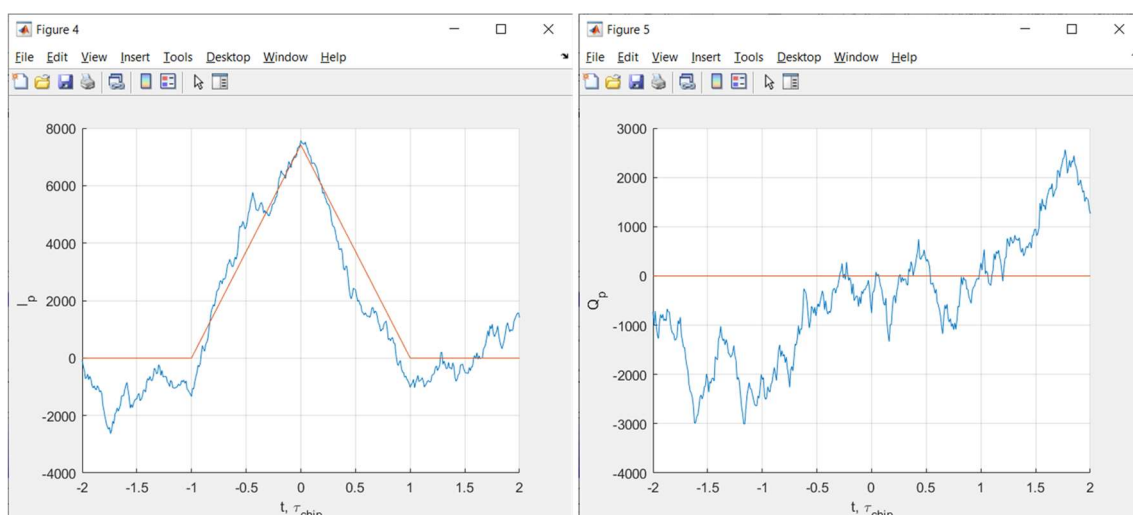 Figure 4
File Edit View Insert Tools Desktop Window Help
8000
6000
4000
2000
0
-2000
-4000
I_p
-2 -1.5 -1 -0.5 0 0.5 1 1.5 2
t, τ_chip
Figure 5
File Edit View Insert Tools Desktop Window Help
3000
2000
1000
0
-1000
-2000
-3000
-4000
Q_p
-2 -1.5 -1 -0.5 0 0.5 1 1.5 2
t, τ_chip